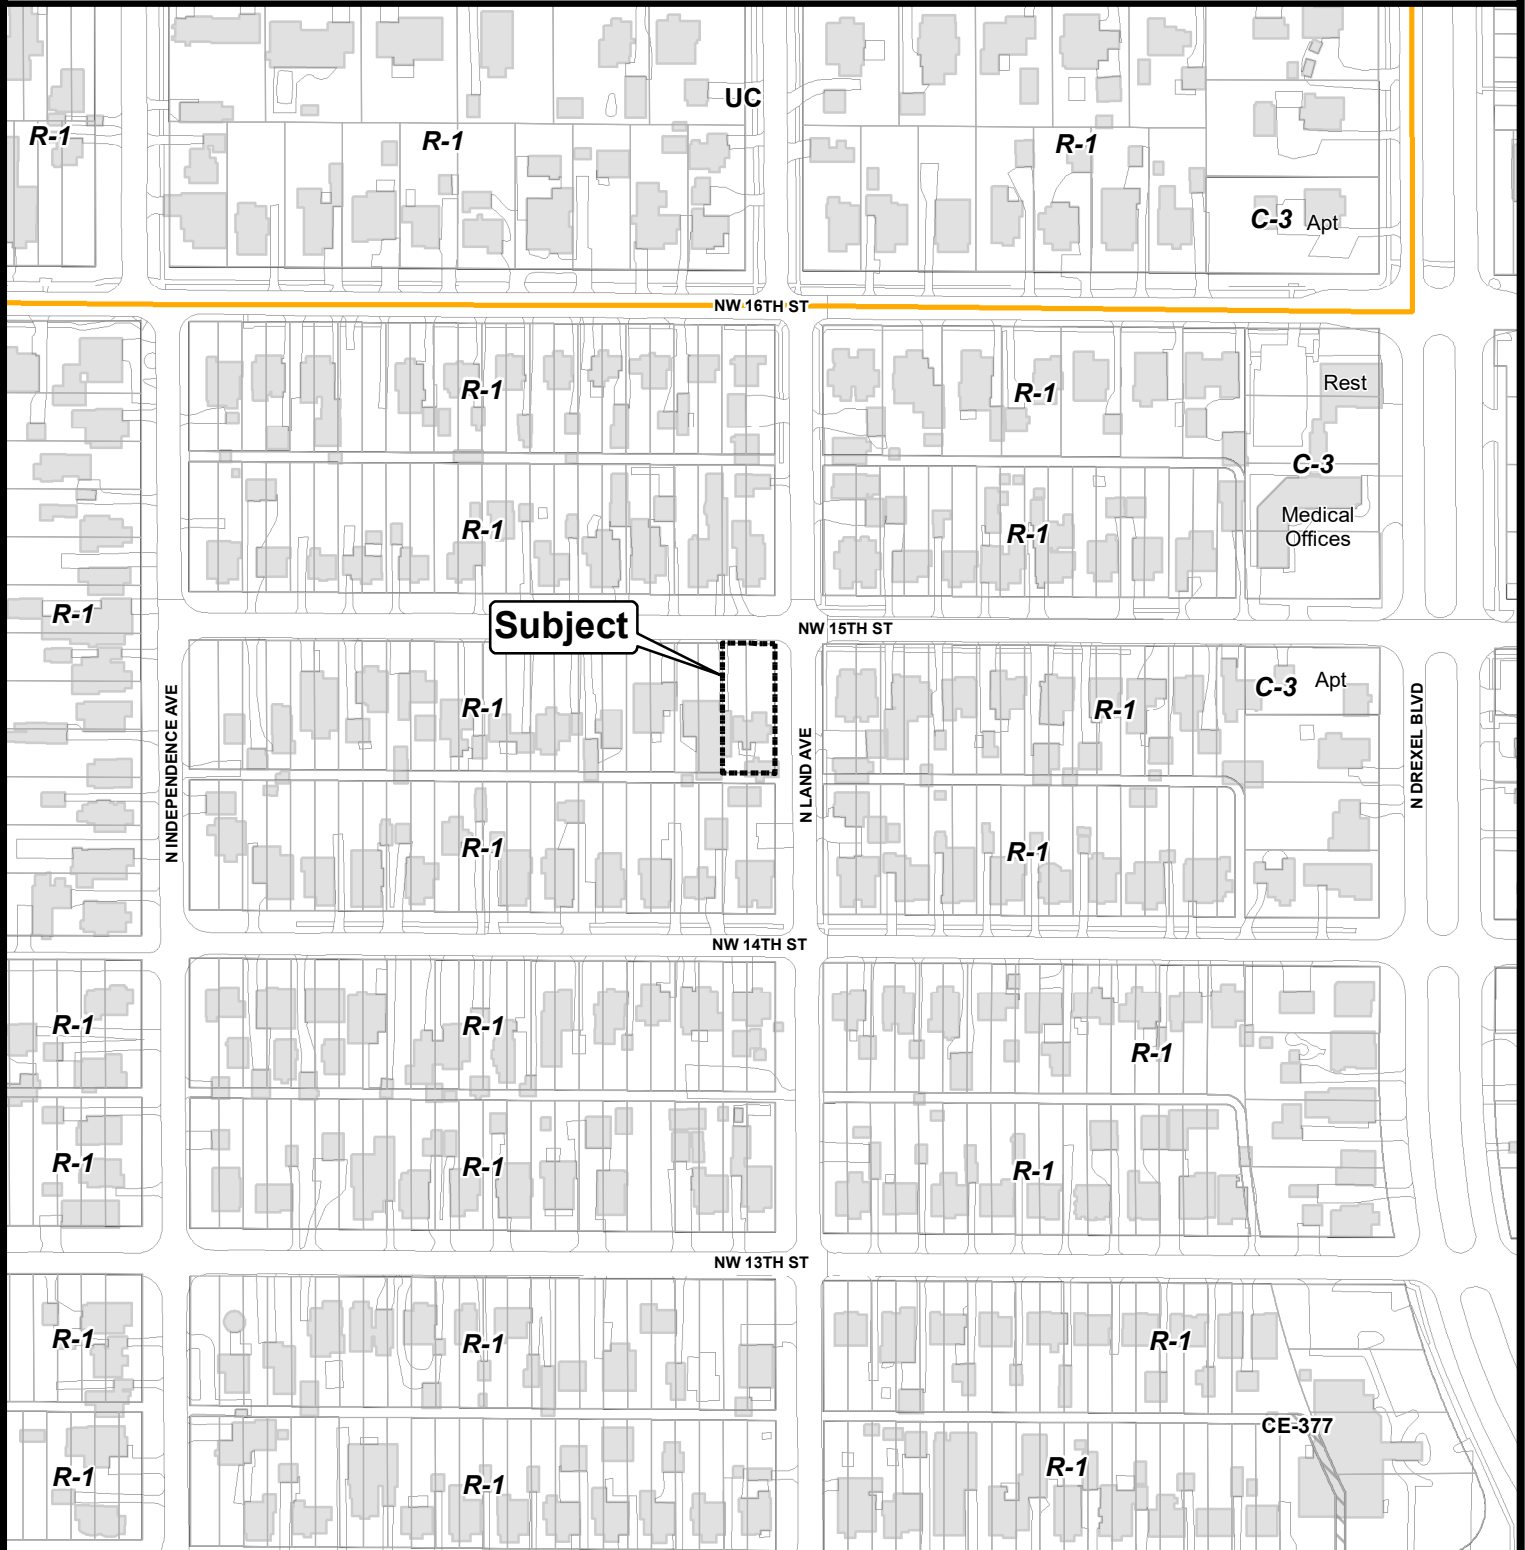 UC
R-1
R-1
R-1
C-3 Apt
NW 16TH ST
R-1
R-1
Rest
C-3
R-1
R-1
Medical
Offices
R-1
Subject
NW 15TH ST
R-1
R-1
C-3 Apt
N INDEPENDENCE AVE
N LAND AVE
N DREXEL BLVD
R-1
R-1
NW 14TH ST
R-1
R-1
R-1
R-1
R-1
R-1
NW 13TH ST
R-1
R-1
R-1
CE-377
R-1
R-1
R-1